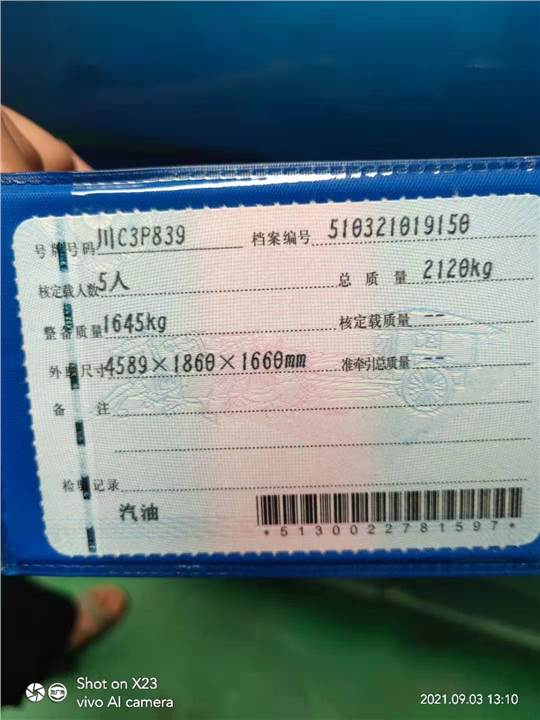 号牌号码 川C3P839 档案编号 510321019150
核定载人数 5人 总质量 2120kg
整备质量 1645kg 核定载质量 --
外廓尺寸 4589×1860×1660mm 准牵引总质量 --
备 注
检验记录
汽油
*5130022781597*
Shot on X23
vivo AI camera
2021.09.03 13:10